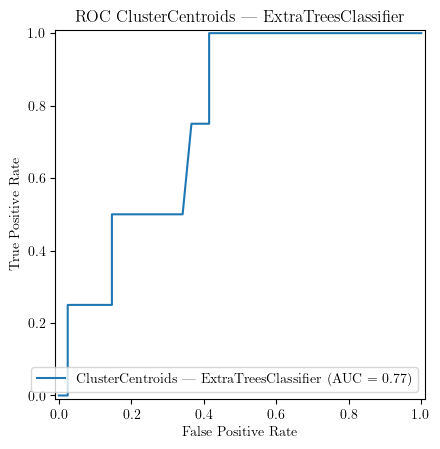 ROC ClusterCentroids — ExtraTreesClassifier
1.0
0.8
0.6
0.4
0.2
0.0
True Positive Rate
ClusterCentroids — ExtraTreesClassifier (AUC = 0.77)
0.0 0.2 0.4 0.6 0.8 1.0
False Positive Rate